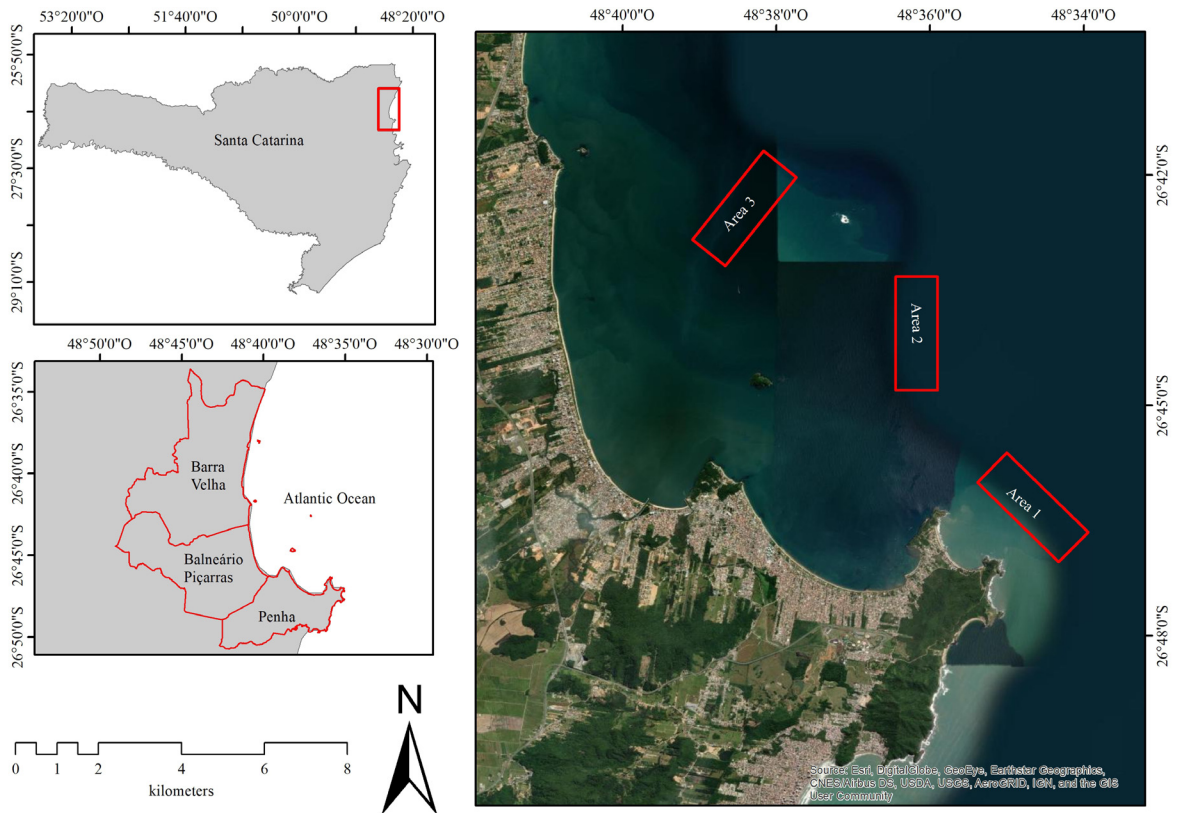 53°20'0"O 51°40'0"O 50°00'0"O 48°20'0"O
25°50'0"S
27°30'0"S
29°10'0"S
Santa Catarina
48°50'0"O 48°45'0"O 48°40'0"O 48°35'0"O 48°30'0"O
26°35'0"S
26°40'0"S
26°45'0"S
26°50'0"S
Barra
Velha
Atlantic Ocean
Balneário
Piçarras
Penha
N
0 1 2 4 6 8
kilometers
48°40'0"O 48°38'0"O 48°36'0"O 48°34'0"O
26°42'0"S
26°45'0"S
26°48'0"S
Area 3
Area 2
Area 1
Source: Esri, DigitalGlobe, GeoEye, Earthstar Geographics,
CNES/Airbus DS, USDA, USGS, AeroGRID, IGN, and the GIS
User Community